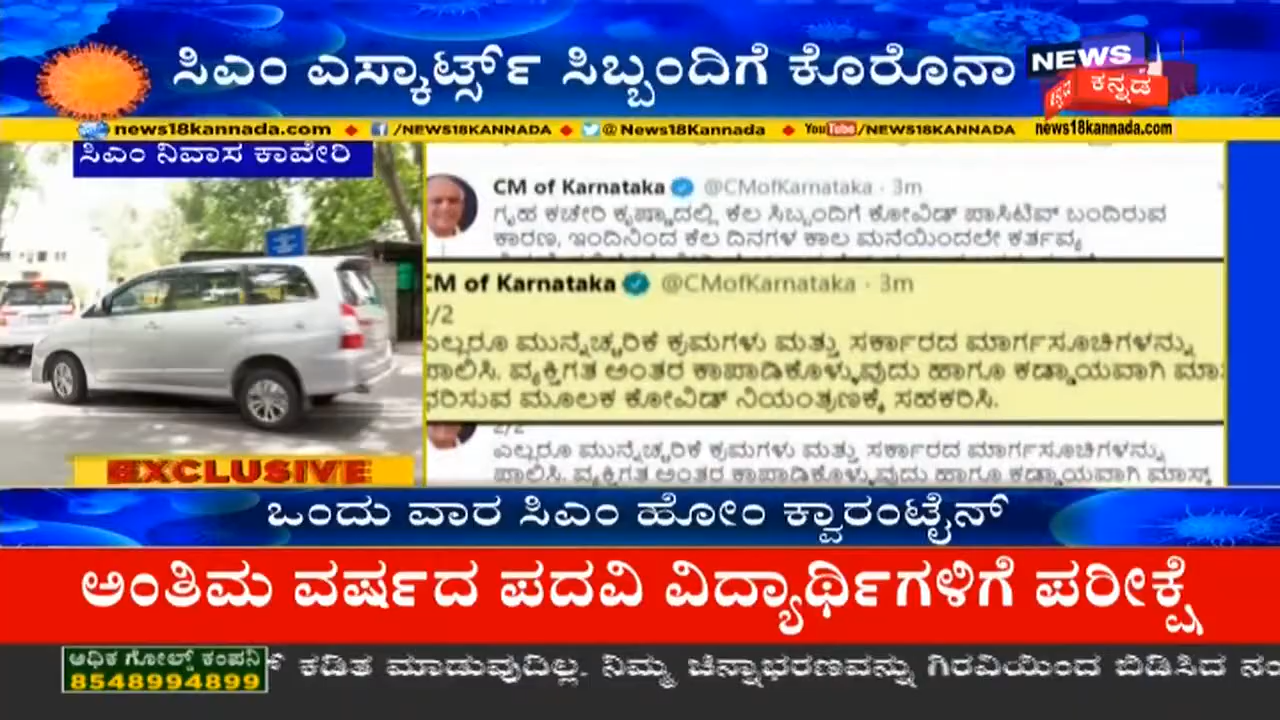 ಸಿಎಂ ಎಸ್ಕಾರ್ಟ್ಸ್ ಸಿಬ್ಬಂದಿಗೆ ಕೊರೊನಾ
NEWS
ಕನ್ನಡ
news18kannada.com /NEWS18KANNADA @News18Kannada YouTube/NEWS18KANNADA news18kannada.com
ಸಿಎಂ ನಿವಾಸ ಕಾವೇರಿ
CM of Karnataka @CMofKarnataka · 3m
ಗೃಹ ಕಚೇರಿ ಕೃಷ್ಣಾದಲ್ಲಿ ಕೆಲ ಸಿಬ್ಬಂದಿಗೆ ಕೋವಿಡ್ ಪಾಸಿಟಿವ್ ಬಂದಿರುವ
ಕಾರಣ, ಇಂದಿನಿಂದ ಕೆಲ ದಿನಗಳ ಕಾಲ ಮನೆಯಿಂದಲೇ ಕರ್ತವ್ಯ
CM of Karnataka @CMofKarnataka · 3m
2/2
ಎಲ್ಲರೂ ಮುನ್ನೆಚ್ಚರಿಕೆ ಕ್ರಮಗಳು ಮತ್ತು ಸರ್ಕಾರದ ಮಾರ್ಗಸೂಚಿಗಳನ್ನು
ಪಾಲಿಸಿ. ವ್ಯಕ್ತಿಗತ ಅಂತರ ಕಾಪಾಡಿಕೊಳ್ಳುವುದು ಹಾಗೂ ಕಡ್ಡಾಯವಾಗಿ ಮಾಸ
ಧರಿಸುವ ಮೂಲಕ ಕೋವಿಡ್ ನಿಯಂತ್ರಣಕ್ಕೆ ಸಹಕರಿಸಿ.
2/2
ಎಲ್ಲರೂ ಮುನ್ನೆಚ್ಚರಿಕೆ ಕ್ರಮಗಳು ಮತ್ತು ಸರ್ಕಾರದ ಮಾರ್ಗಸೂಚಿಗಳನ್ನು
ಪಾಲಿಸಿ. ವ್ಯಕ್ತಿಗತ ಅಂತರ ಕಾಪಾಡಿಕೊಳ್ಳುವುದು ಹಾಗೂ ಕಡ್ಡಾಯವಾಗಿ ಮಾಸ್ಕ್
EXCLUSIVE
ಒಂದು ವಾರ ಸಿಎಂ ಹೋಂ ಕ್ವಾರಂಟೈನ್
ಅಂತಿಮ ವರ್ಷದ ಪದವಿ ವಿದ್ಯಾರ್ಥಿಗಳಿಗೆ ಪರೀಕ್ಷೆ
ಅಧಿಕ ಗೋಲ್ಡ್ ಕಂಪನಿ
8548994899
ಕಡಿತ ಮಾಡುವುದಿಲ್ಲ. ನಿಮ್ಮ ಚಿನ್ನಾಭರಣವನ್ನು ಗಿರವಿಯಿಂದ ಬಿಡಿಸಿದ ನಂ